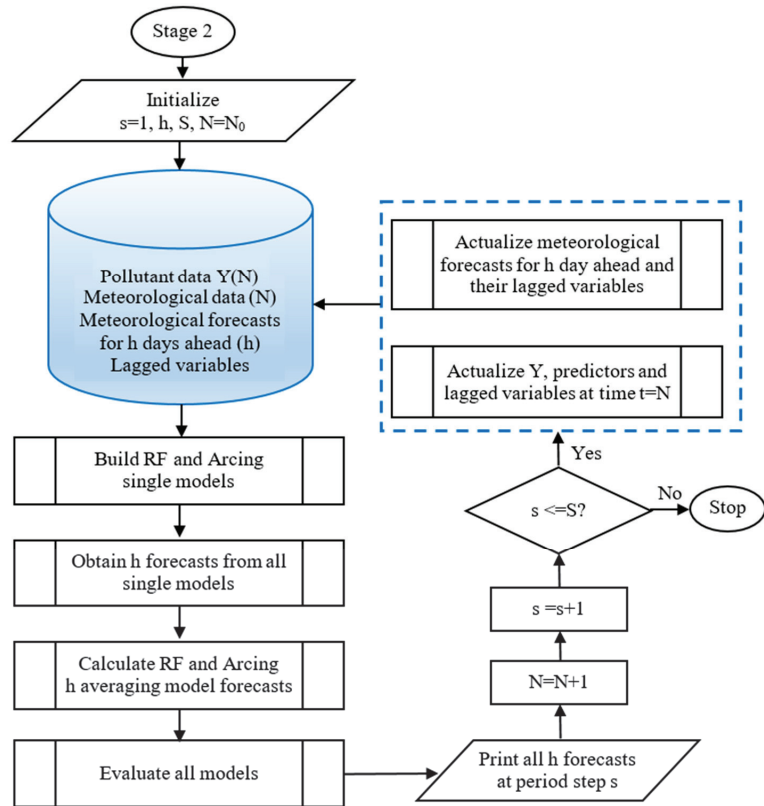 Stage 2
Initialize
s=1, h, S, N=N₀
Pollutant data Y(N)
Meteorological data (N)
Meteorological forecasts
for h days ahead (h)
Lagged variables
Build RF and Arcing
single models
Obtain h forecasts from all
single models
Calculate RF and Arcing
h averaging model forecasts
Evaluate all models
Print all h forecasts
at period step s
N=N+1
s =s+1
s <=S?
No
Stop
Yes
Actualize Y, predictors and
lagged variables at time t=N
Actualize meteorological
forecasts for h day ahead and
their lagged variables